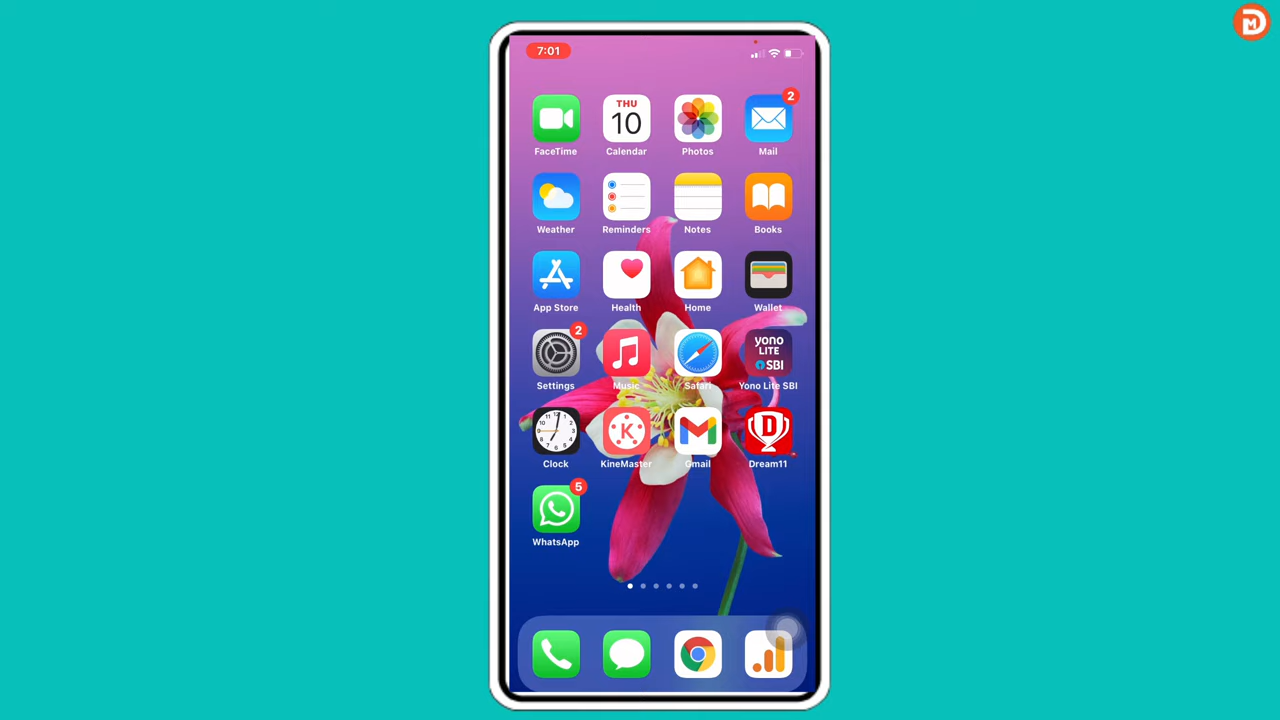 7:01
2
THU
10
FaceTime Calendar Photos Mail
Weather Reminders Notes Books
App Store Health Home Wallet
2
yono
LITE
SBI
Settings Music Safari Yono Lite SBI
12
K
D
Clock KineMaster Gmail Dream11
5
WhatsApp
D
M